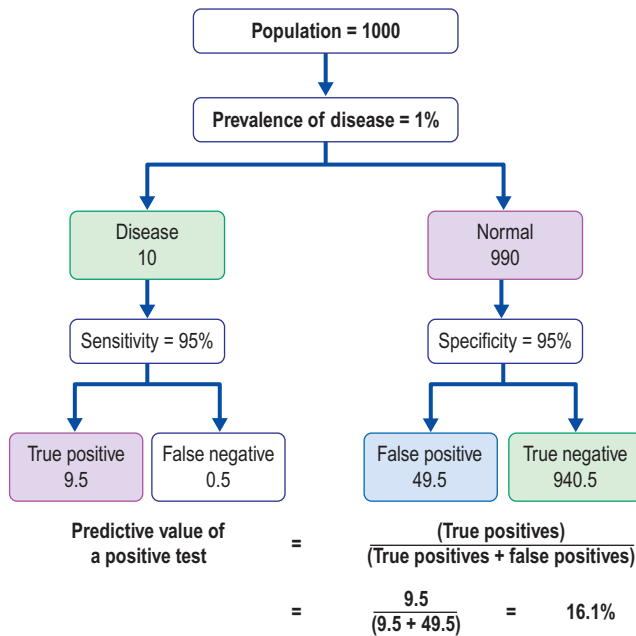 Population = 1000
Prevalence of disease = 1%
Disease
10
Normal
990
Sensitivity = 95%
Specificity = 95%
True positive
9.5
False negative
0.5
False positive
49.5
True negative
940.5
Predictive value of
a positive test
=
(True positives)
(True positives + false positives)
=
9.5
(9.5 + 49.5)
=
16.1%